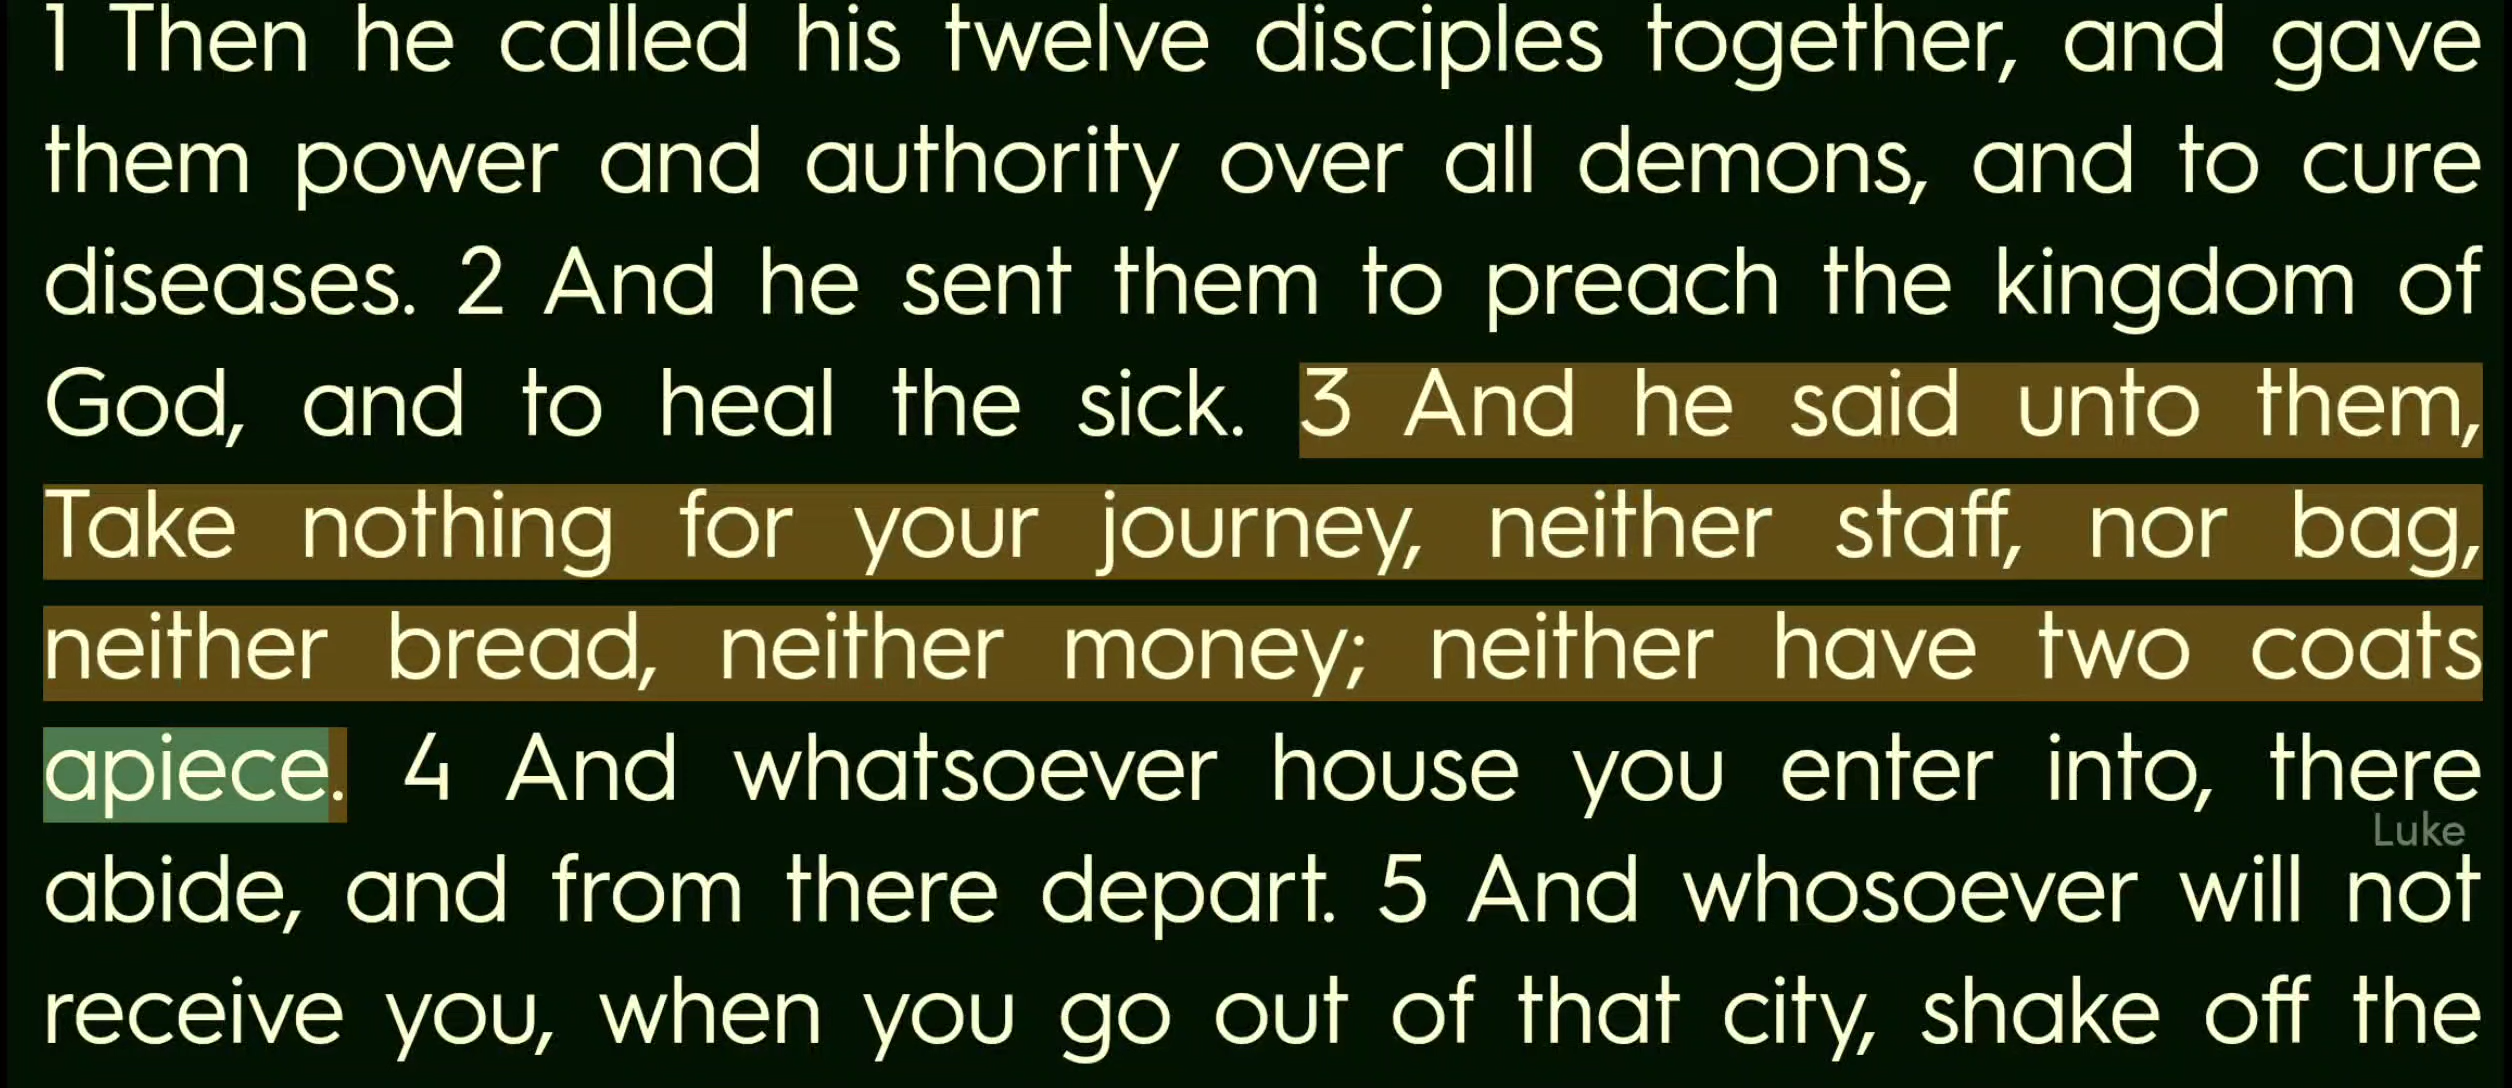 1 Then he called his twelve disciples together, and gave
them power and authority over all demons, and to cure
diseases. 2 And he sent them to preach the kingdom of
God, and to heal the sick. 3 And he said unto them,
Take nothing for your journey, neither staff, nor bag,
neither bread, neither money; neither have two coats
apiece. 4 And whatsoever house you enter into, there
Luke
abide, and from there depart. 5 And whosoever will not
receive you, when you go out of that city, shake off the